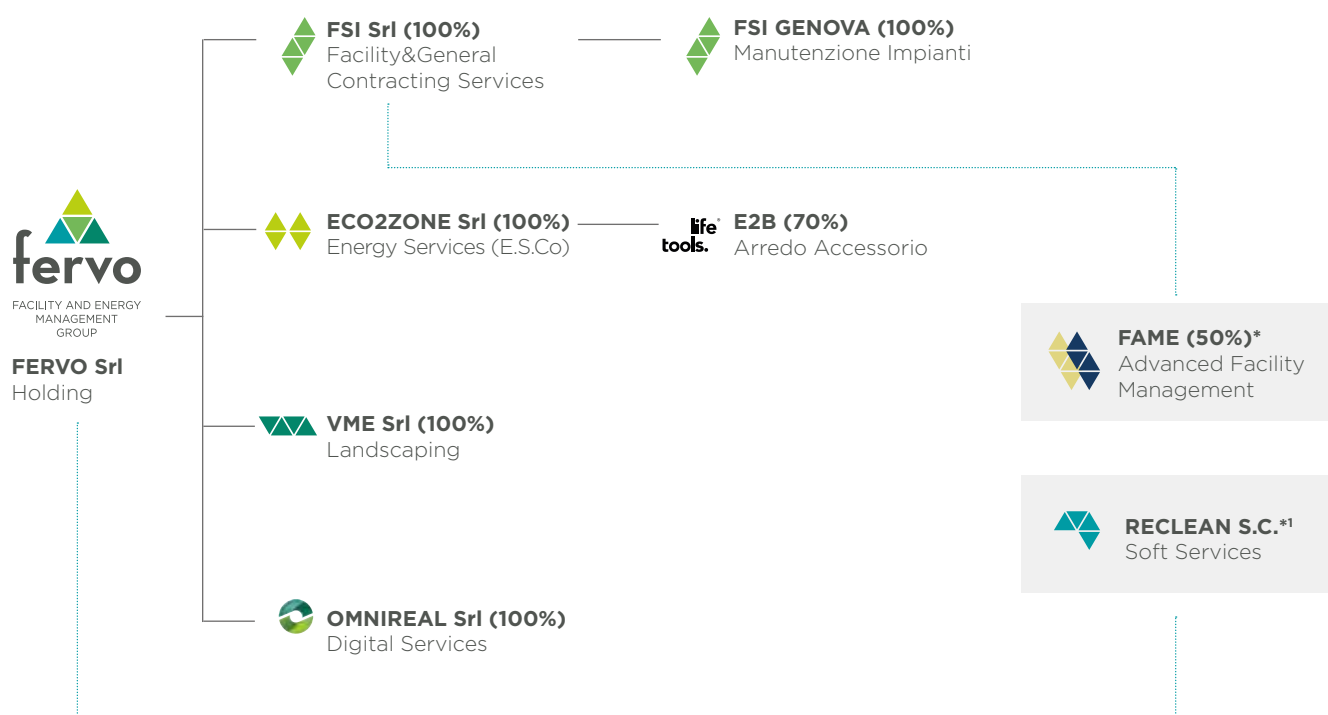 FSI Srl (100%)
Facility&General
Contracting Services
FSI GENOVA (100%)
Manutenzione Impianti
fervo
FACILITY AND ENERGY
MANAGEMENT
GROUP
FERVO Srl
Holding
ECO2ZONE Srl (100%)
Energy Services (E.S.Co)
life®
tools.
E2B (70%)
Arredo Accessorio
FAME (50%)*
Advanced Facility
Management
VME Srl (100%)
Landscaping
RECLEAN S.C.*¹
Soft Services
OMNIREAL Srl (100%)
Digital Services